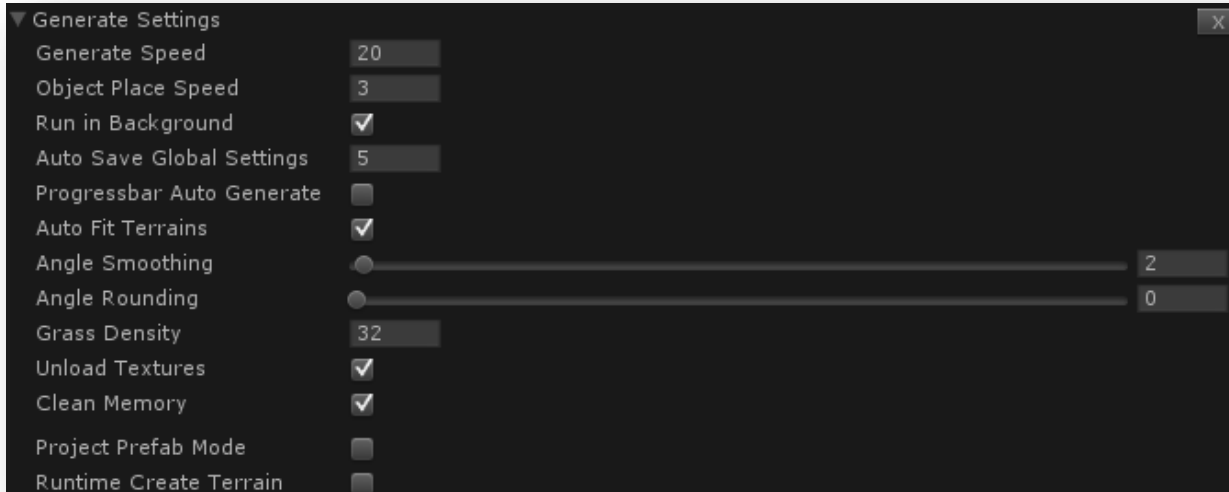 Generate Settings X
Generate Speed 20
Object Place Speed 3
Run in Background
Auto Save Global Settings 5
Progressbar Auto Generate
Auto Fit Terrains
Angle Smoothing 2
Angle Rounding 0
Grass Density 32
Unload Textures
Clean Memory
Project Prefab Mode
Runtime Create Terrain